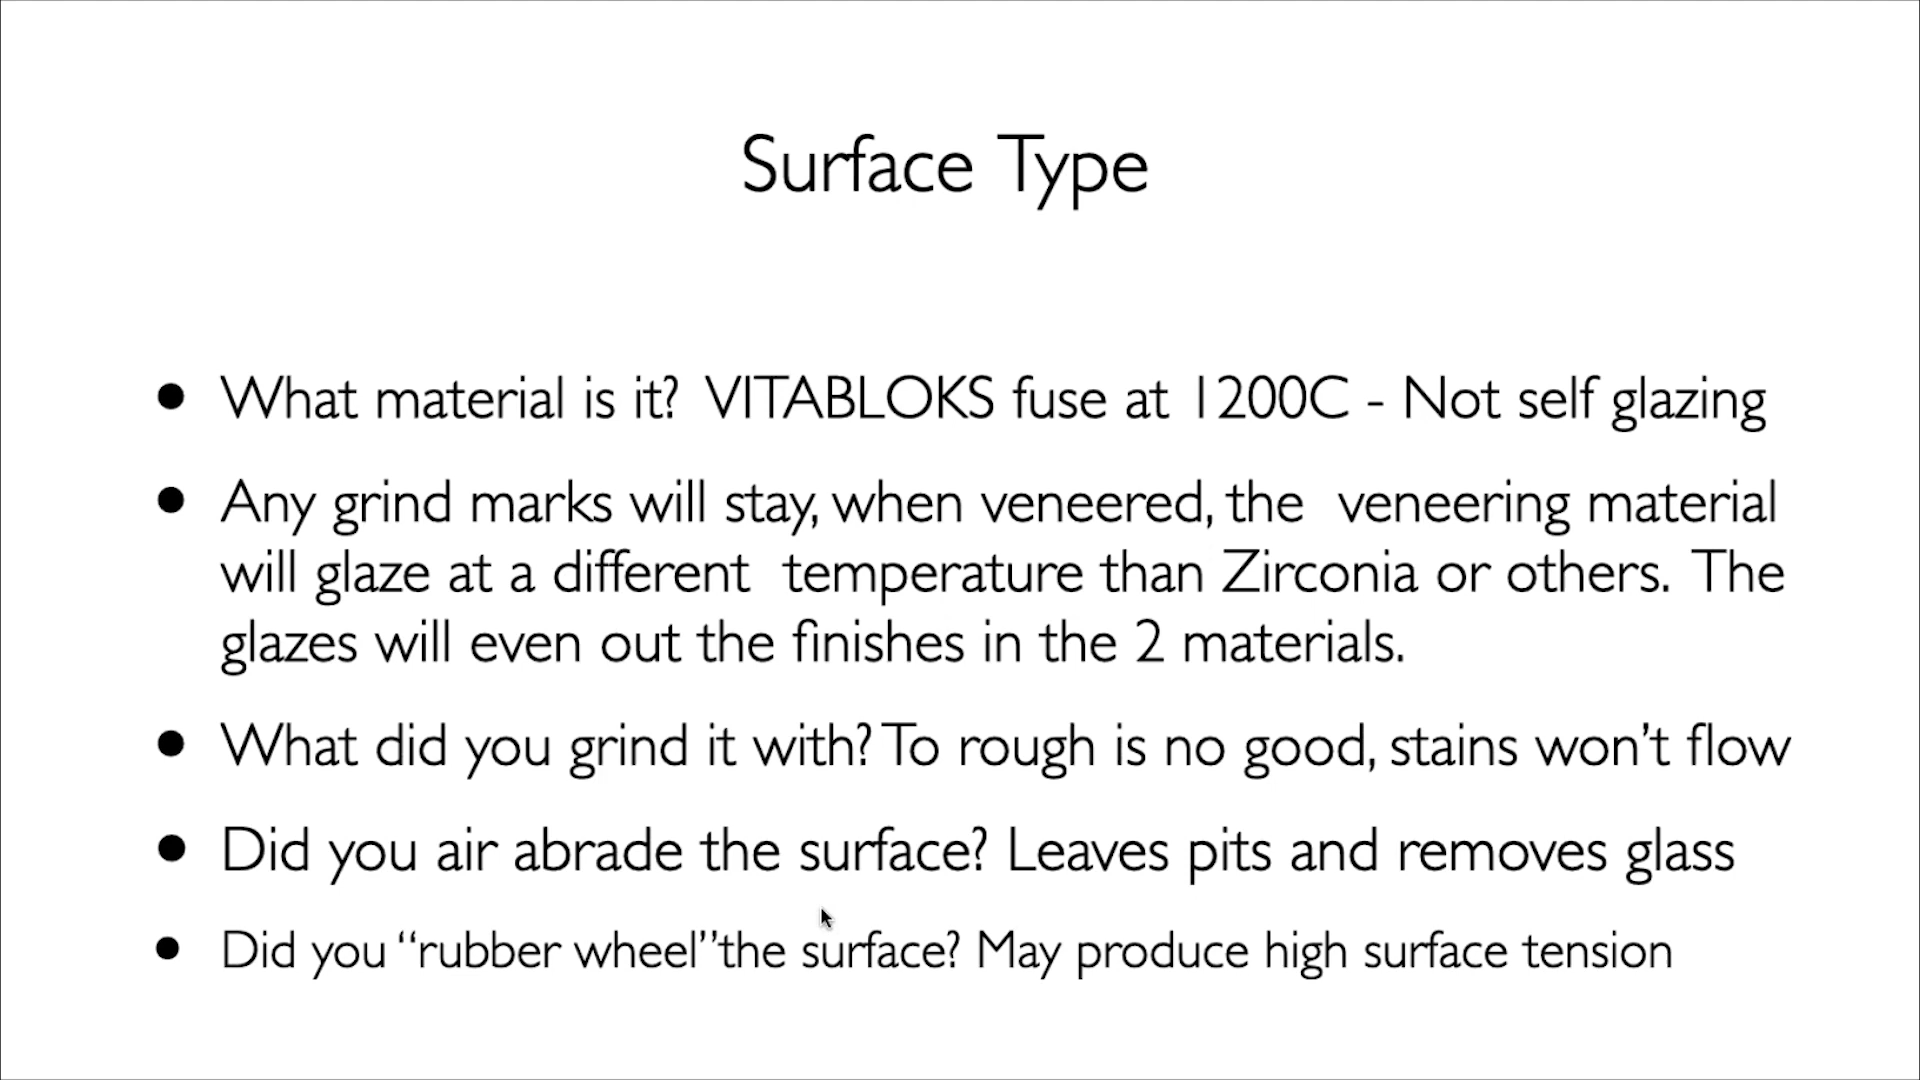 Surface Type
• What material is it? VITABLOKS fuse at 1200C - Not self glazing
• Any grind marks will stay, when veneered, the veneering material
will glaze at a different temperature than Zirconia or others. The
glazes will even out the finishes in the 2 materials.
• What did you grind it with? To rough is no good, stains won’t flow
• Did you air abrade the surface? Leaves pits and removes glass
• Did you “rubber wheel”the surface? May produce high surface tension